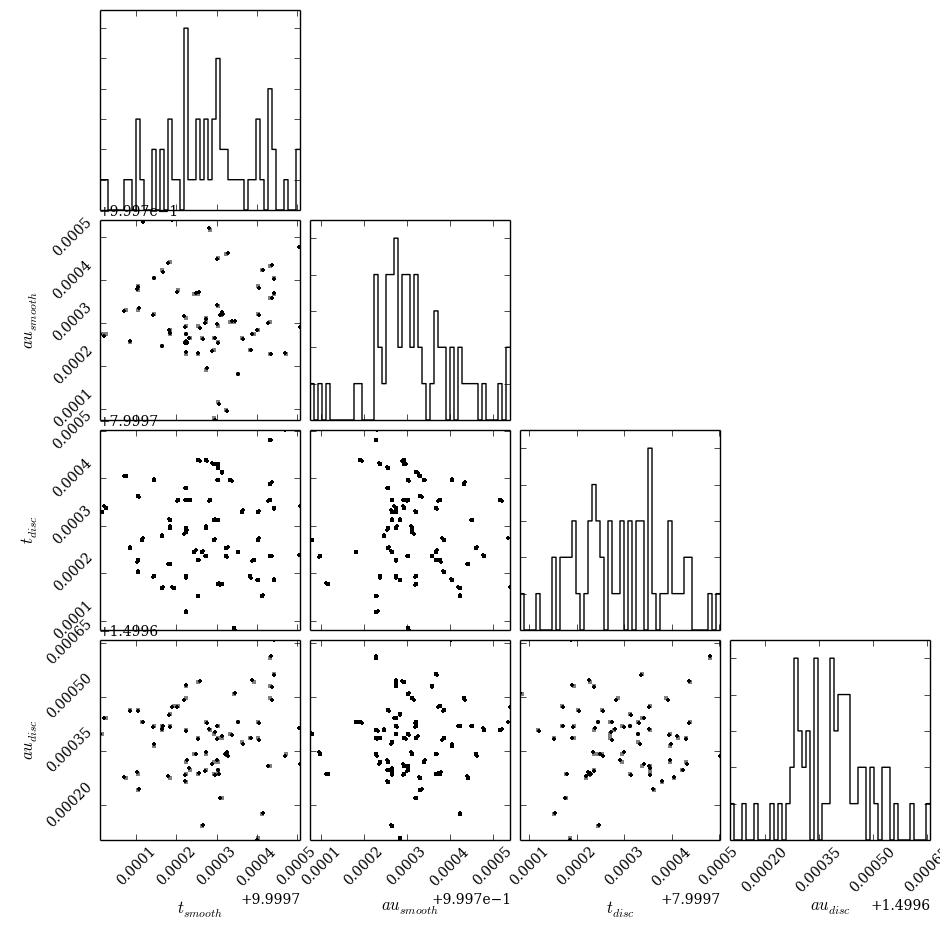 +9.997e−1
0.0005
0.0004
0.0003
0.0002
0.0001
au_smooth
+7.9997
0.0005
0.0004
0.0003
0.0002
0.0001
t_disc
+1.4996
0.00065
0.00050
0.00035
0.00020
au_disc
0.0001 0.0002 0.0003 0.0004 0.0005
t_smooth +9.9997
0.0001 0.0002 0.0003 0.0004 0.0005
au_smooth +9.997e−1
0.0001 0.0002 0.0003 0.0004 0.0005
t_disc +7.9997
0.00020 0.00035 0.00050 0.00065
au_disc +1.4996